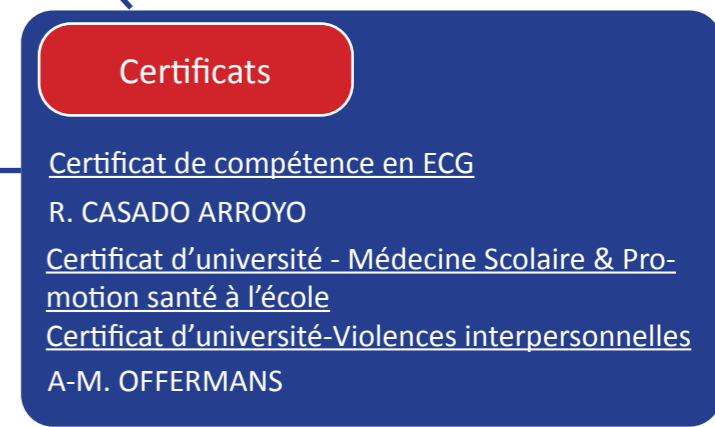 Certificats
Certificat de compétence en ECG
R. CASADO ARROYO
Certificat d’université - Médecine Scolaire & Pro-
motion santé à l’école
Certificat d’université-Violences interpersonnelles
A-M. OFFERMANS